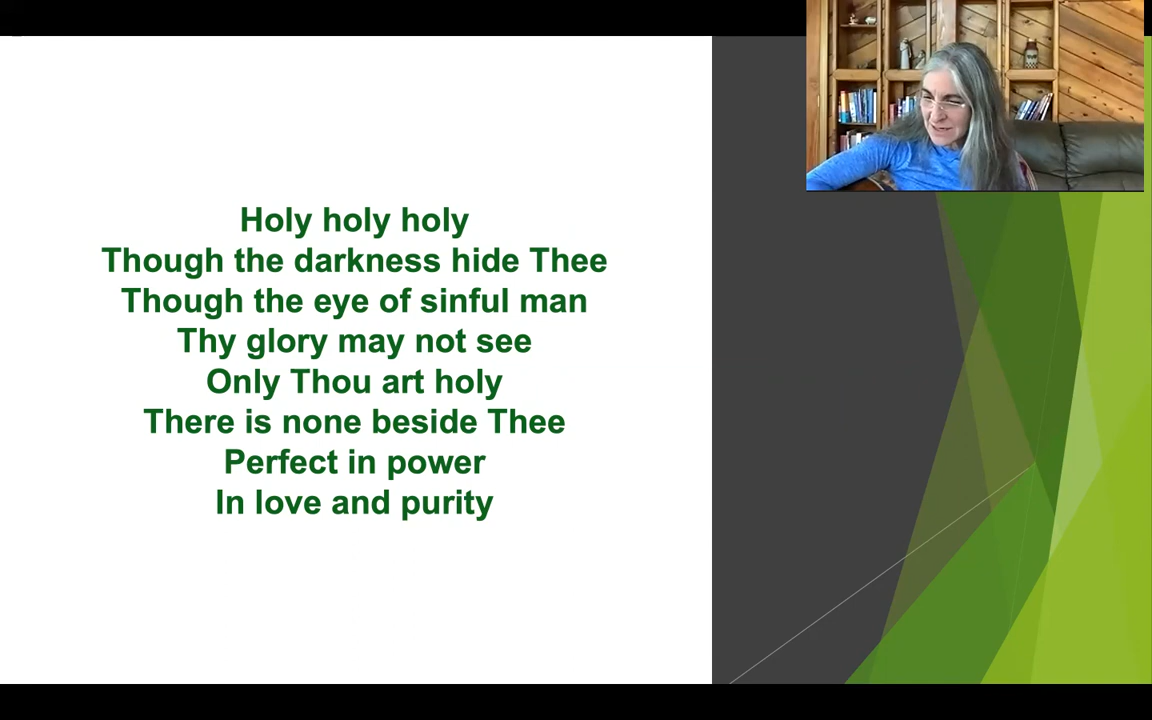 Holy holy holy
Though the darkness hide Thee
Though the eye of sinful man
Thy glory may not see
Only Thou art holy
There is none beside Thee
Perfect in power
In love and purity